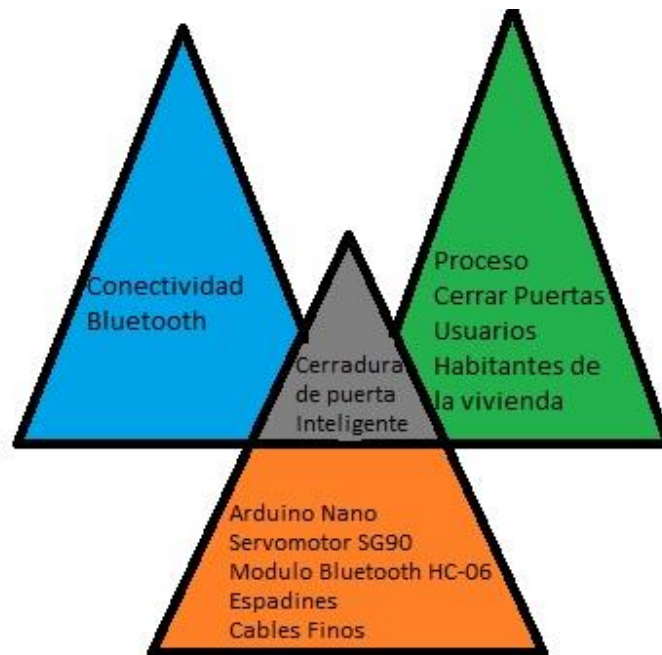 Conectividad
Bluetooth
Proceso
Cerrar Puertas
Usuarios
Habitantes de
la vivienda
Cerradura
de puerta
Inteligente
Arduino Nano
Servomotor SG90
Modulo Bluetooth HC-06
Espadines
Cables Finos